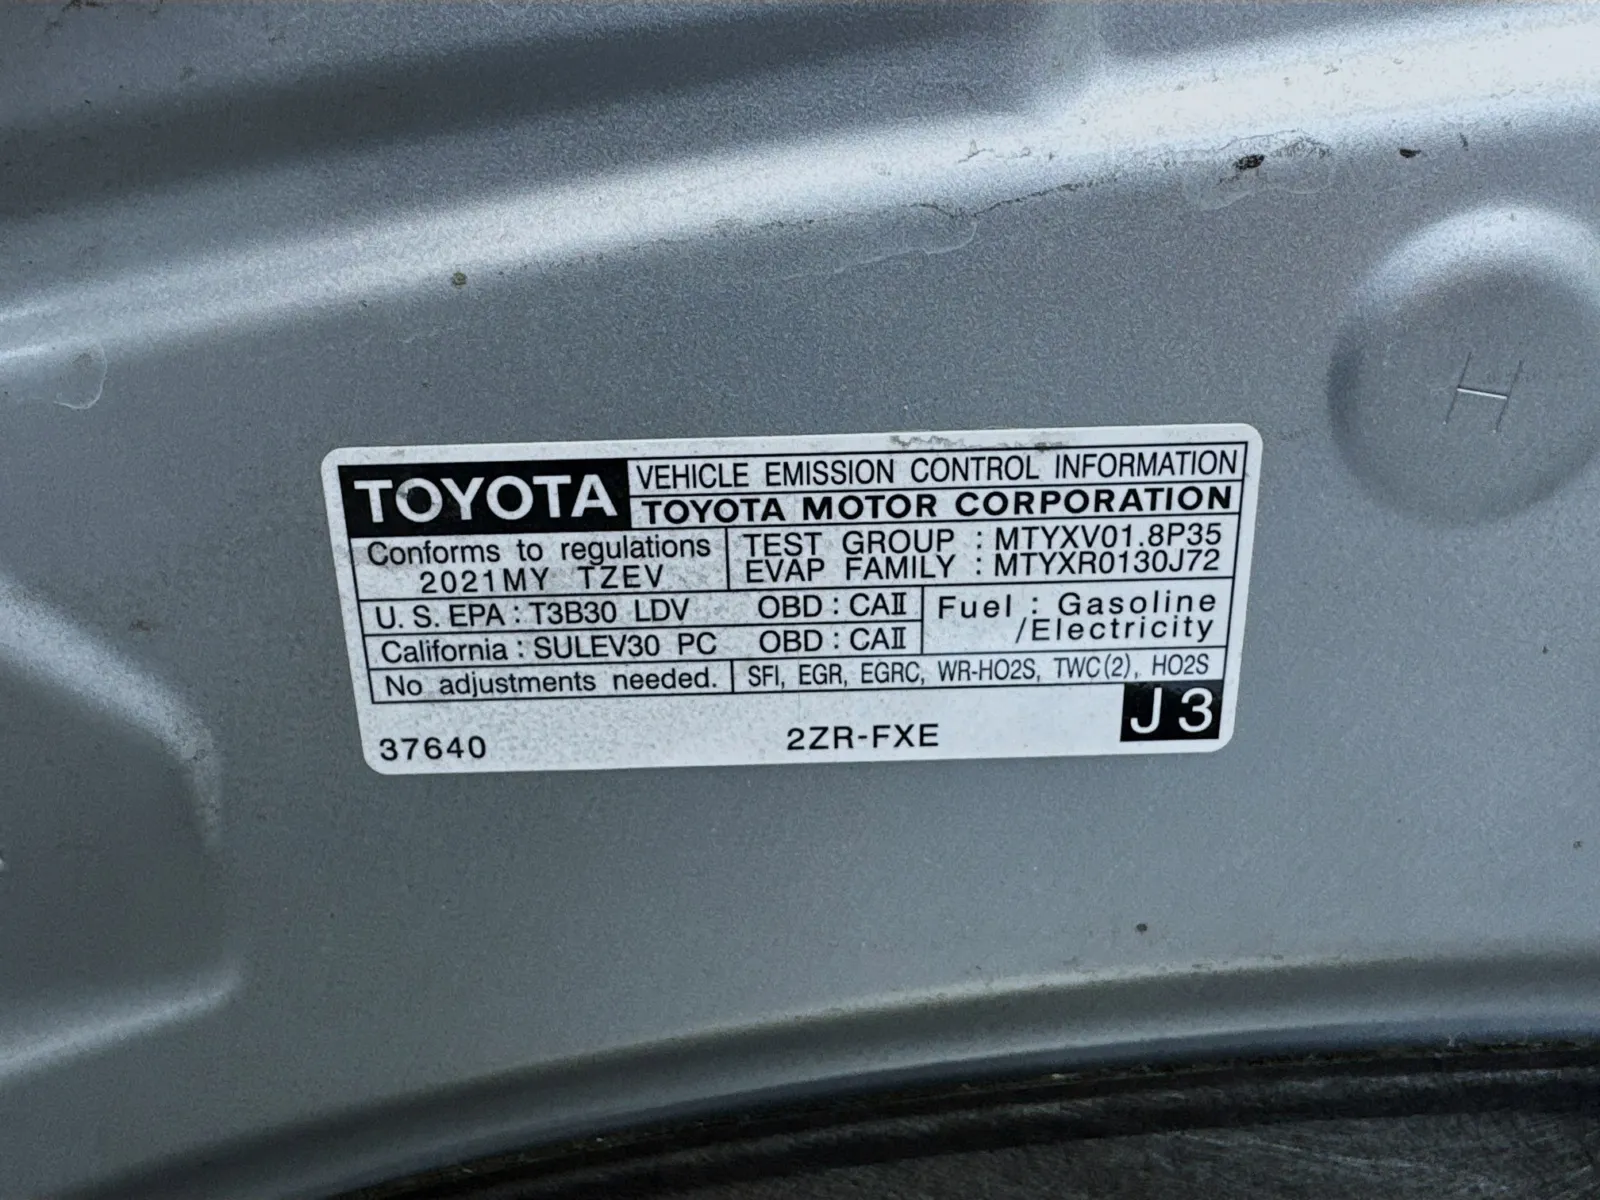 TOYOTA
VEHICLE EMISSION CONTROL INFORMATION
TOYOTA MOTOR CORPORATION
Conforms to regulations
2021MY TZEV
TEST GROUP : MTYXV01.8P35
EVAP FAMILY : MTYXR0130J72
U. S. EPA : T3B30 LDV OBD : CAⅡ
California : SULEV30 PC OBD : CAⅡ
Fuel : Gasoline
/Electricity
No adjustments needed.
SFI, EGR, EGRC, WR-HO2S, TWC(2), HO2S
37640
2ZR-FXE
J3
H